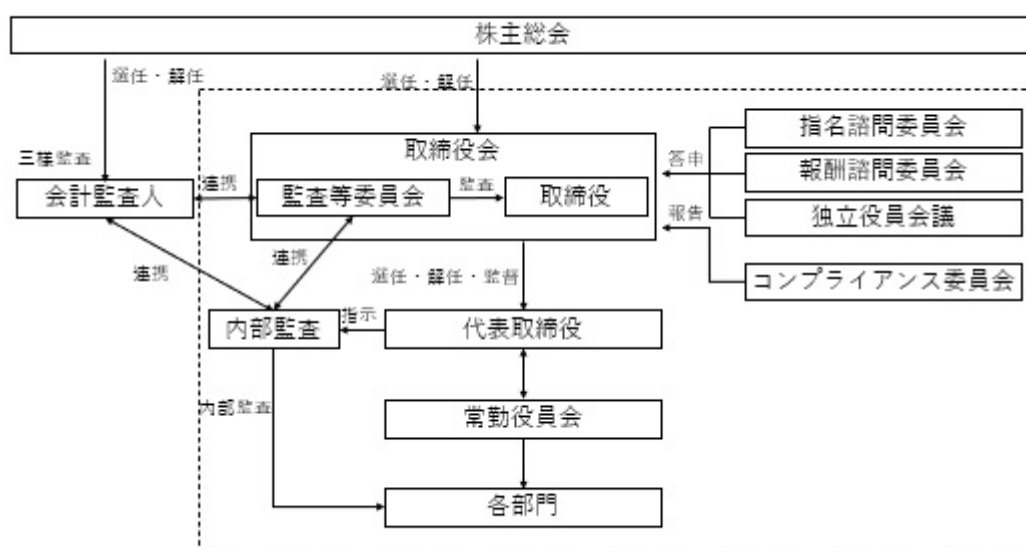 株主総会
選任・解任
選任・解任
指名諮問委員会
取締役会
答申
三様監査
報酬諮問委員会
会計監査人
連携
監査等委員会
監査
取締役
独立役員会議
報告
連携
連携
選任・解任・監督
コンプライアンス委員会
内部監査
指示
代表取締役
内部監査
常勤役員会
各部門